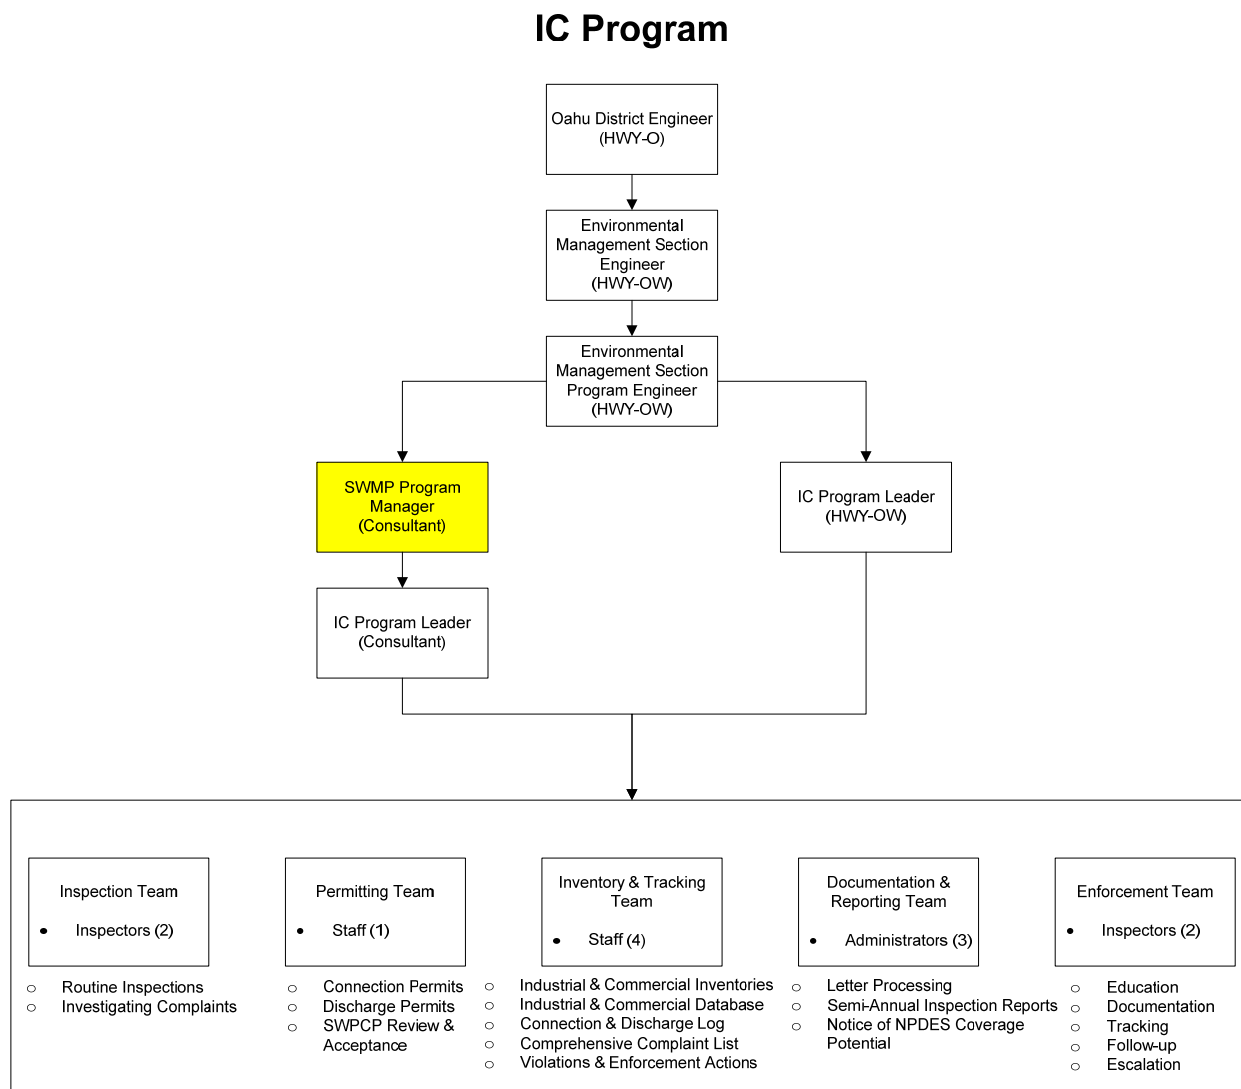 IC Program
Oahu District Engineer
(HWY-O)
Environmental
Management Section
Engineer
(HWY-OW)
Environmental
Management Section
Program Engineer
(HWY-OW)
SWMP Program
Manager
(Consultant)
IC Program Leader
(HWY-OW)
IC Program Leader
(Consultant)
Inspection Team
• Inspectors (2)
o Routine Inspections
o Investigating Complaints
Permitting Team
• Staff (1)
o Connection Permits
o Discharge Permits
o SWPCP Review &
Acceptance
Inventory & Tracking
Team
• Staff (4)
o Industrial & Commercial Inventories
o Industrial & Commercial Database
o Connection & Discharge Log
o Comprehensive Complaint List
o Violations & Enforcement Actions
Documentation &
Reporting Team
• Administrators (3)
o Letter Processing
o Semi-Annual Inspection Reports
o Notice of NPDES Coverage
Potential
Enforcement Team
• Inspectors (2)
o Education
o Documentation
o Tracking
o Follow-up
o Escalation